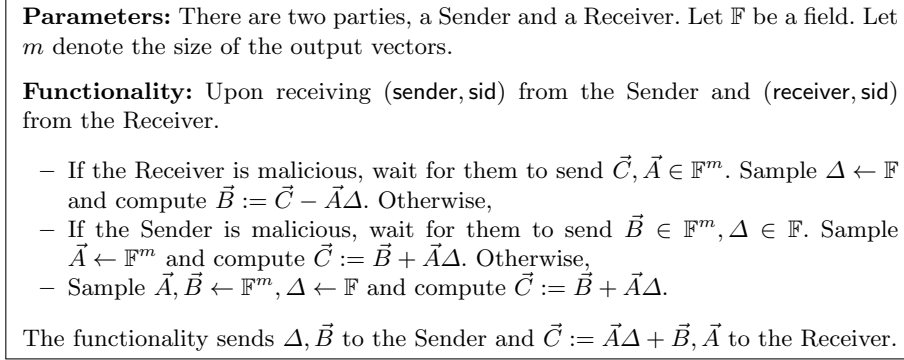 Parameters: There are two parties, a Sender and a Receiver. Let 𝔽 be a field. Let
m denote the size of the output vectors.
Functionality: Upon receiving (sender, sid) from the Sender and (receiver, sid)
from the Receiver.
– If the Receiver is malicious, wait for them to send C⃗, A⃗ ∈ 𝔽^m. Sample Δ ← 𝔽
and compute B⃗ := C⃗ − A⃗Δ. Otherwise,
– If the Sender is malicious, wait for them to send B⃗ ∈ 𝔽^m, Δ ∈ 𝔽. Sample
A⃗ ← 𝔽^m and compute C⃗ := B⃗ + A⃗Δ. Otherwise,
– Sample A⃗, B⃗ ← 𝔽^m, Δ ← 𝔽 and compute C⃗ := B⃗ + A⃗Δ.
The functionality sends Δ, B⃗ to the Sender and C⃗ := A⃗Δ + B⃗, A⃗ to the Receiver.